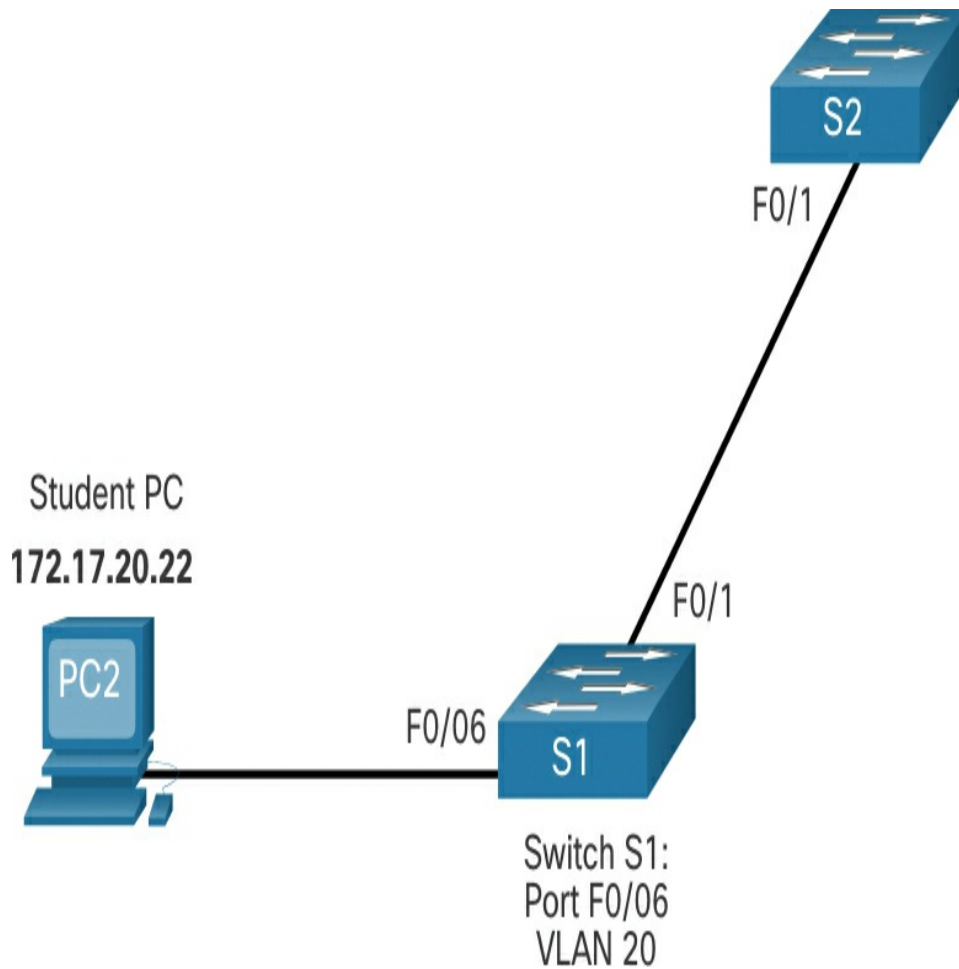 S2
F0/1
Student PC
172.17.20.22
F0/1
PC2
F0/06
S1
Switch S1:
Port F0/06
VLAN 20